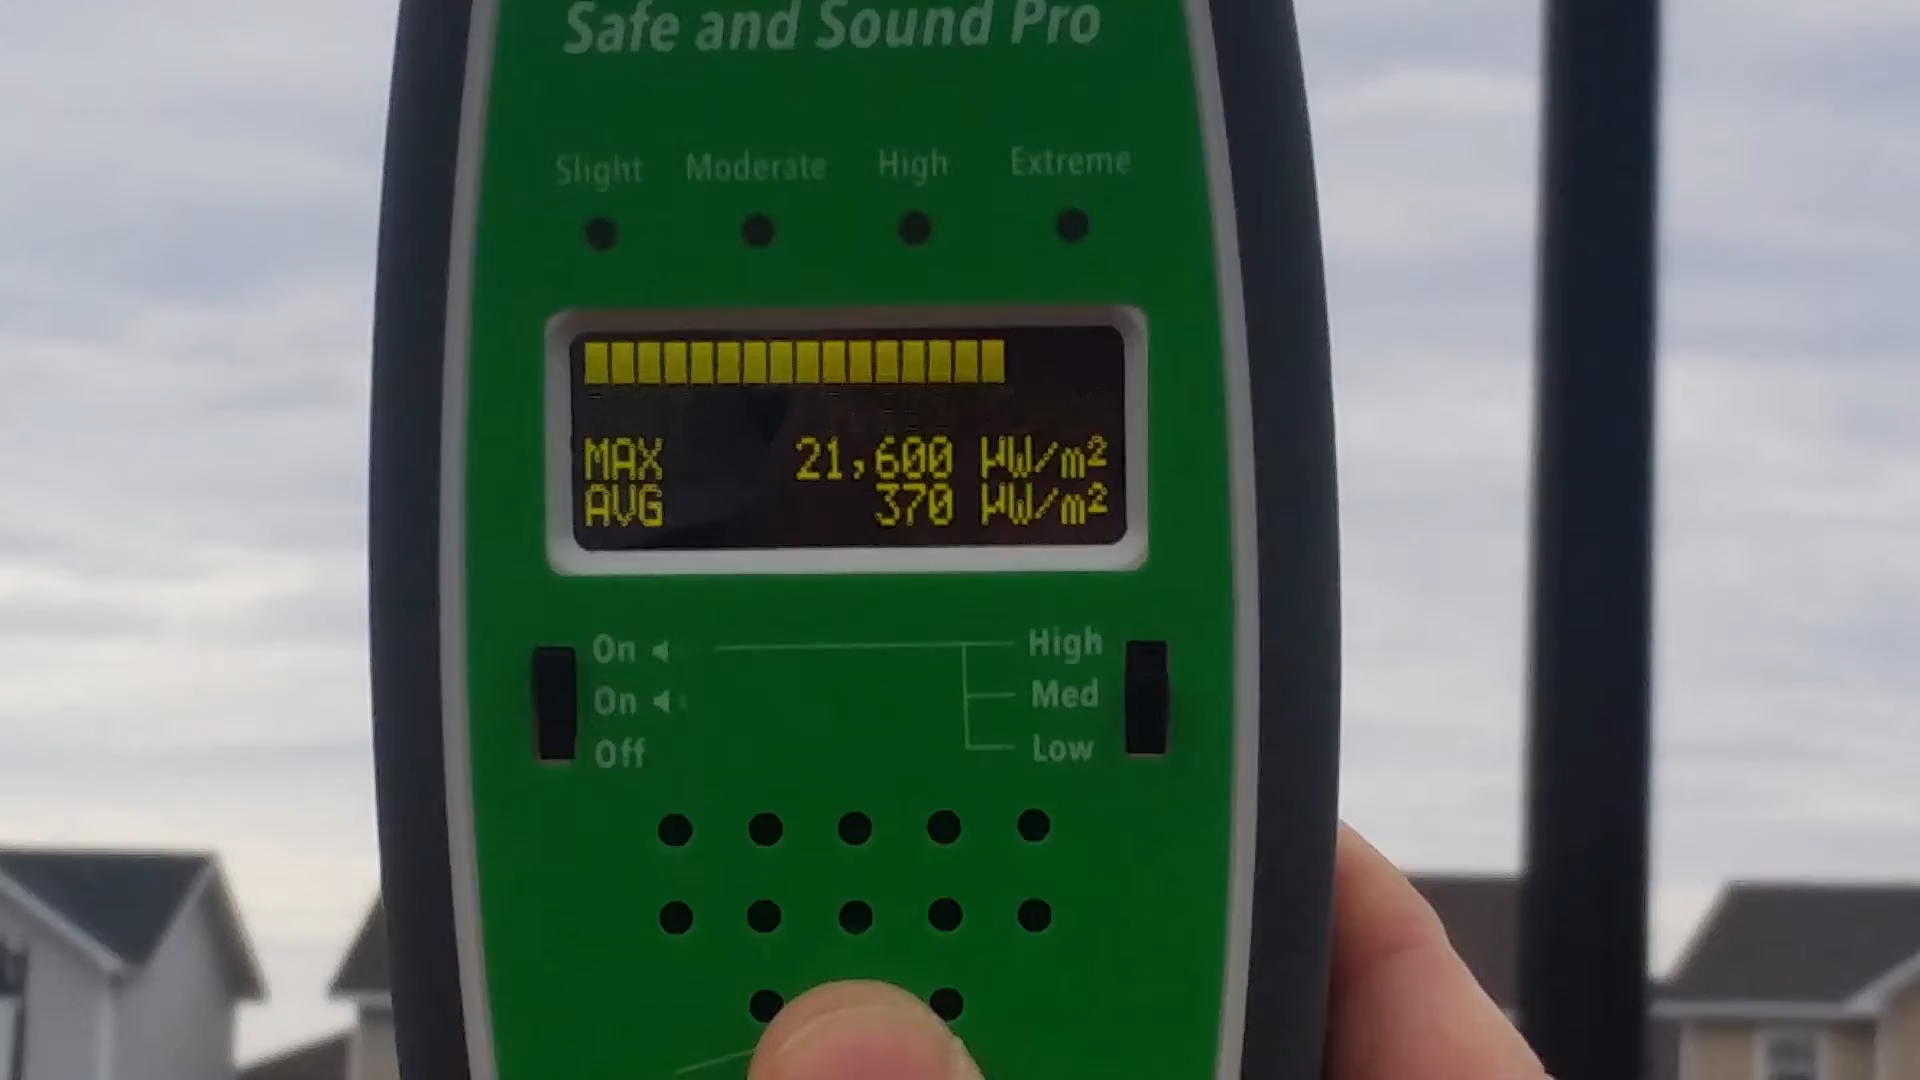 Safe and Sound Pro
Slight Moderate High Extreme
MAX 21,600 µW/m²
AVG 370 µW/m²
On High
On Med
Off Low